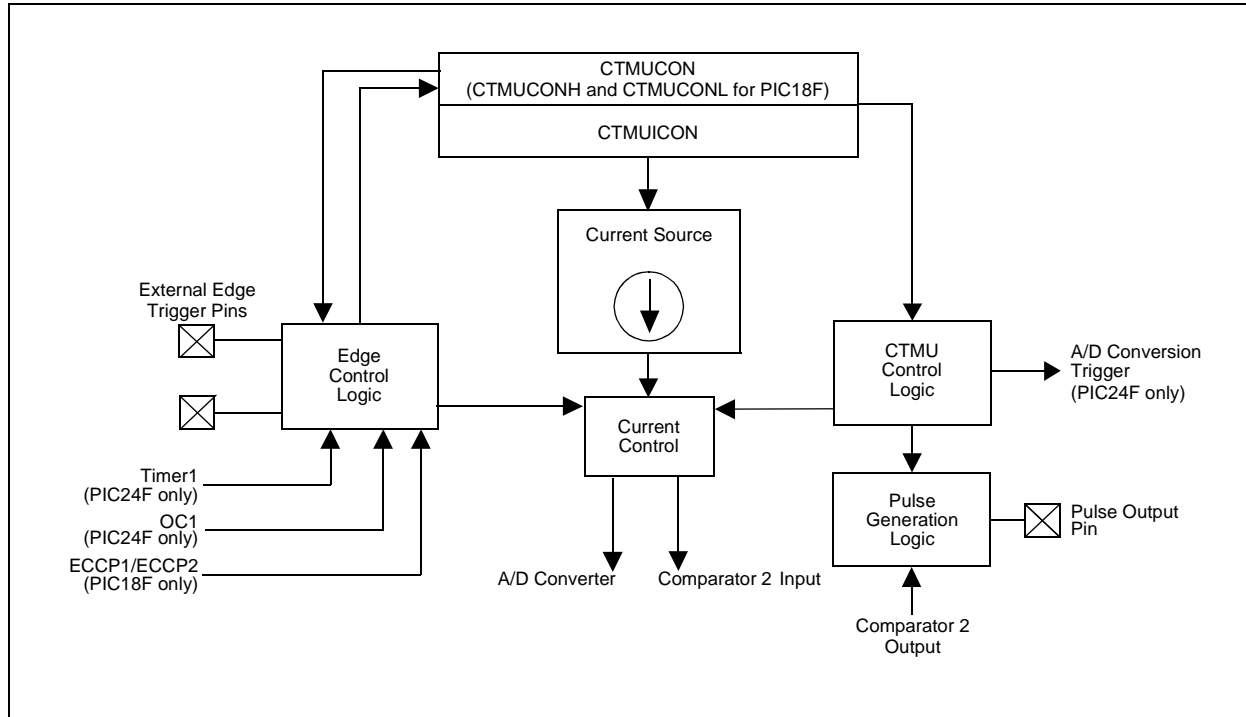 CTMUCON
(CTMUCONH and CTMUCONL for PIC18F)
CTMUICON
Current Source
External Edge
Trigger Pins
Edge
Control
Logic
CTMU
Control
Logic
A/D Conversion
Trigger
(PIC24F only)
Current
Control
Timer1
(PIC24F only)
OC1
(PIC24F only)
ECCP1/ECCP2
(PIC18F only)
Pulse
Generation
Logic
Pulse Output
Pin
A/D Converter
Comparator 2 Input
Comparator 2
Output